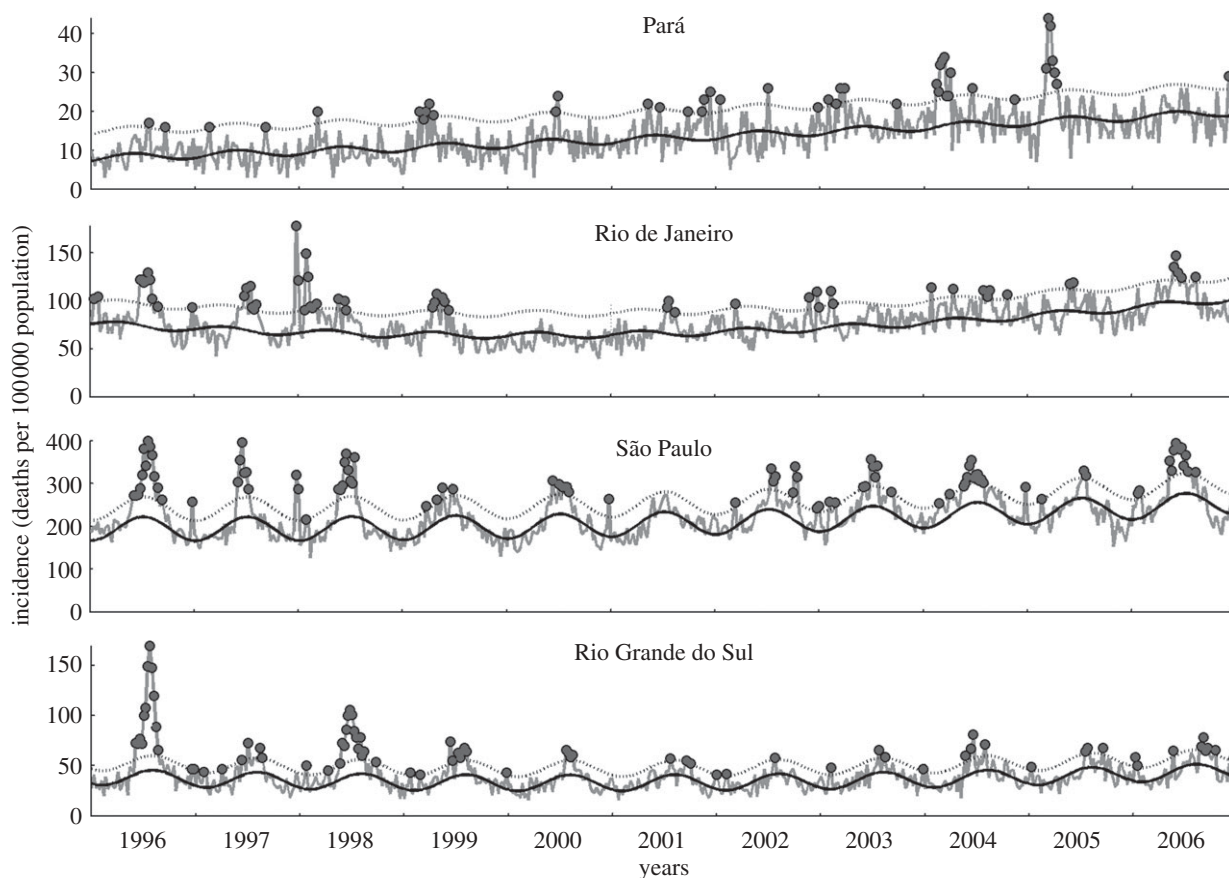 Pará
40
30
20
10
0
Rio de Janeiro
150
100
50
0
São Paulo
400
300
200
100
0
Rio Grande do Sul
150
100
50
0
incidence (deaths per 100000 population)
1996 1997 1998 1999 2000 2001 2002 2003 2004 2005 2006
years